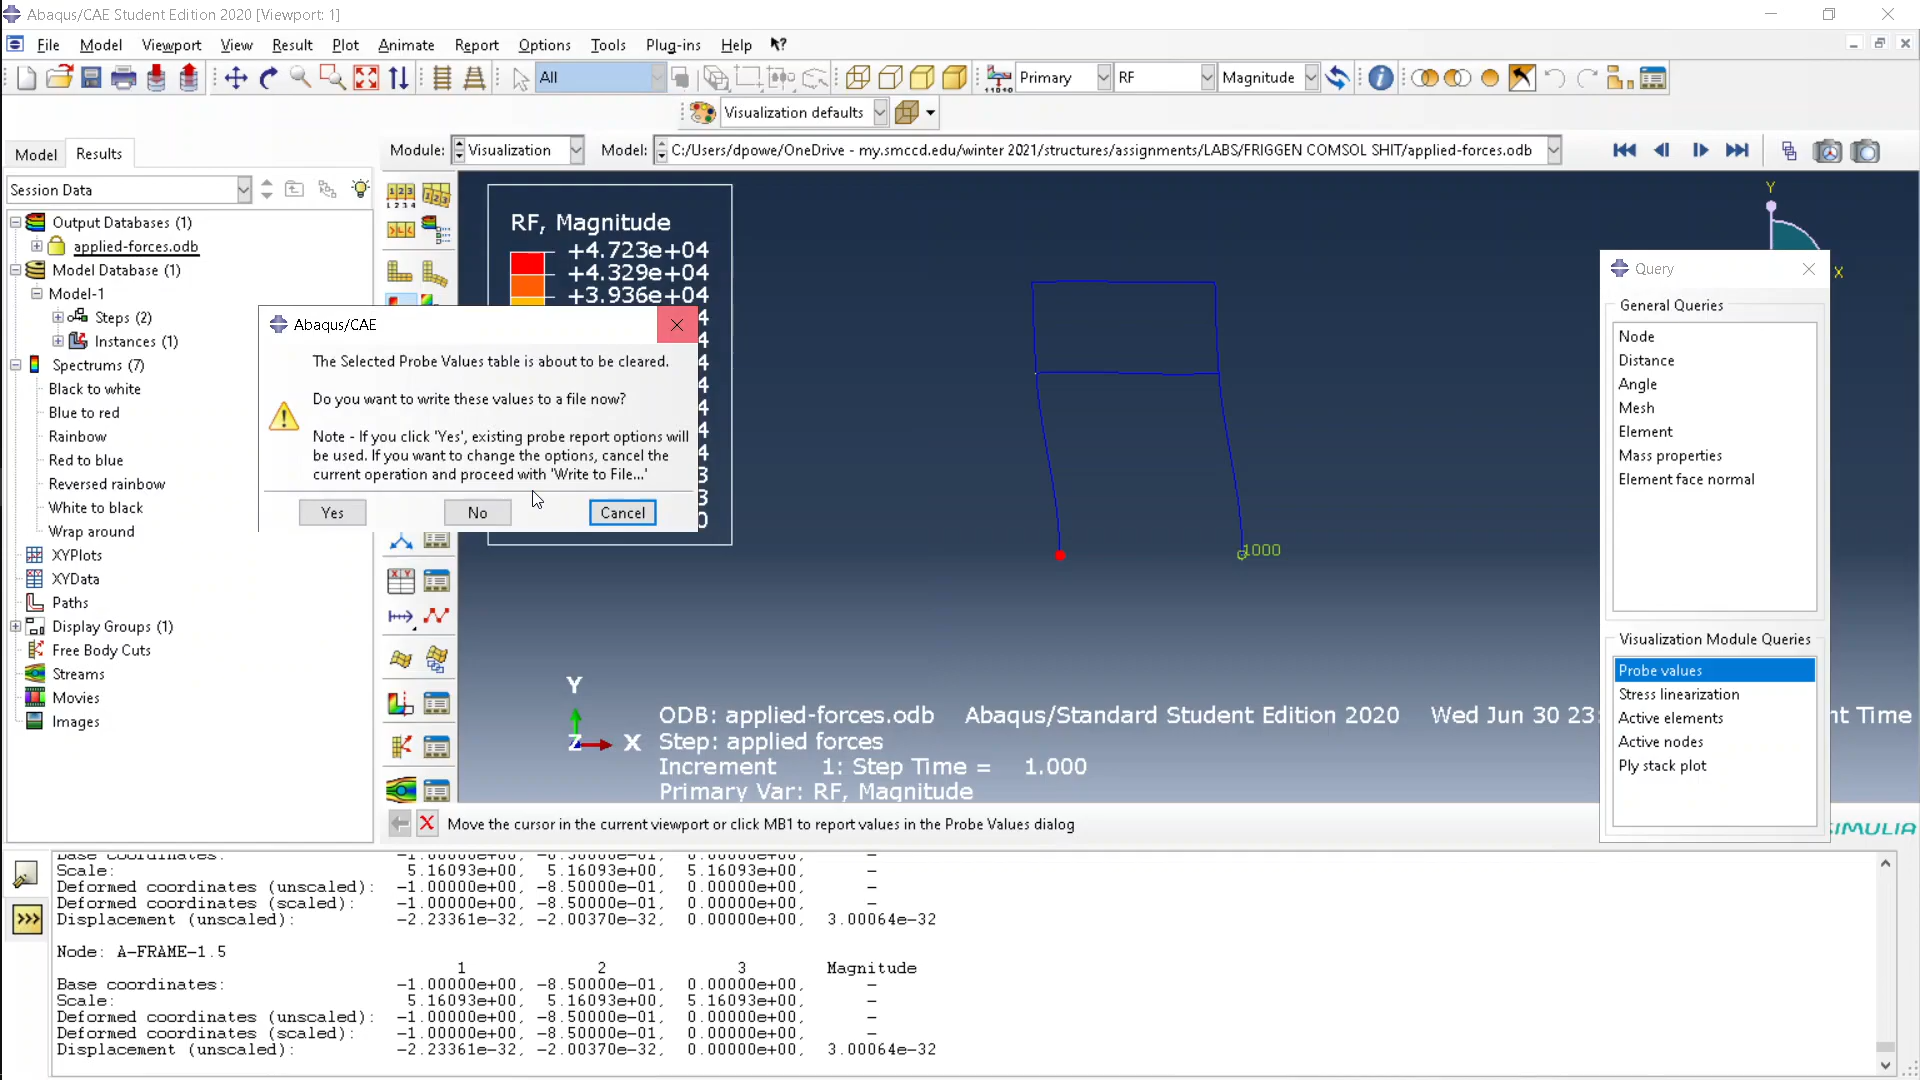 Abaqus/CAE Student Edition 2020 [Viewport: 1]
File Model Viewport View Result Plot Animate Report Options Tools Plug-ins Help
All Primary RF Magnitude
Visualization defaults
Model Results Module: Visualization Model: C:/Users/dpowe/OneDrive - my.smccd.edu/winter 2021/structures/assignments/LABS/FRIGGEN COMSOL SHIT/applied-forces.odb
Session Data
Output Databases (1)
applied-forces.odb
Model Database (1)
Model-1
Steps (2)
Instances (1)
Spectrums (7)
Black to white
Blue to red
Rainbow
Red to blue
Reversed rainbow
White to black
Wrap around
XYPlots
XYData
Paths
Display Groups (1)
Free Body Cuts
Streams
Movies
Images
RF, Magnitude
+4.723e+04
+4.329e+04
+3.936e+04
Abaqus/CAE
The Selected Probe Values table is about to be cleared.
Do you want to write these values to a file now?
Note - If you click 'Yes', existing probe report options will
be used. If you want to change the options, cancel the
current operation and proceed with 'Write to File...'
Yes No Cancel
1000
Y
X
Y
Z X
ODB: applied-forces.odb Abaqus/Standard Student Edition 2020 Wed Jun 30 23: nt Time
Step: applied forces
Increment 1: Step Time = 1.000
Primary Var: RF, Magnitude
Query
General Queries
Node
Distance
Angle
Mesh
Element
Mass properties
Element face normal
Visualization Module Queries
Probe values
Stress linearization
Active elements
Active nodes
Ply stack plot
SIMULIA
Move the cursor in the current viewport or click MB1 to report values in the Probe Values dialog
Scale: 5.16093e+00, 5.16093e+00, 5.16093e+00, -
Deformed coordinates (unscaled): -1.00000e+00, -8.50000e-01, 0.00000e+00, -
Deformed coordinates (scaled): -1.00000e+00, -8.50000e-01, 0.00000e+00, -
Displacement (unscaled): -2.23361e-32, -2.00370e-32, 0.00000e+00, 3.00064e-32
Node: A-FRAME-1.5
1 2 3 Magnitude
Base coordinates: -1.00000e+00, -8.50000e-01, 0.00000e+00, -
Scale: 5.16093e+00, 5.16093e+00, 5.16093e+00, -
Deformed coordinates (unscaled): -1.00000e+00, -8.50000e-01, 0.00000e+00, -
Deformed coordinates (scaled): -1.00000e+00, -8.50000e-01, 0.00000e+00, -
Displacement (unscaled): -2.23361e-32, -2.00370e-32, 0.00000e+00, 3.00064e-32